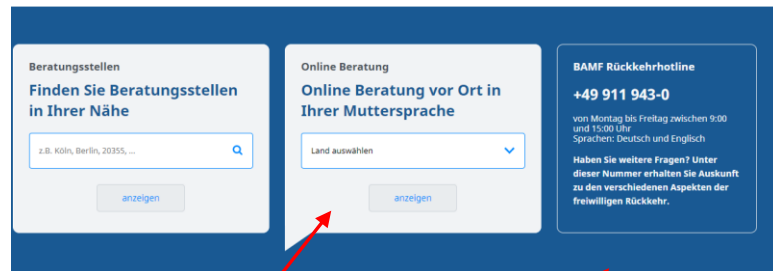 Beratungsstellen
Finden Sie Beratungsstellen
in Ihrer Nähe
z.B. Köln, Berlin, 20355, ...
anzeigen
Online Beratung
Online Beratung vor Ort in
Ihrer Muttersprache
Land auswählen
anzeigen
BAMF Rückkehrhotline
+49 911 943-0
von Montag bis Freitag zwischen 9:00
und 15:00 Uhr
Sprachen: Deutsch und Englisch
Haben Sie weitere Fragen? Unter
dieser Nummer erhalten Sie Auskunft
zu den verschiedenen Aspekten der
freiwilligen Rückkehr.